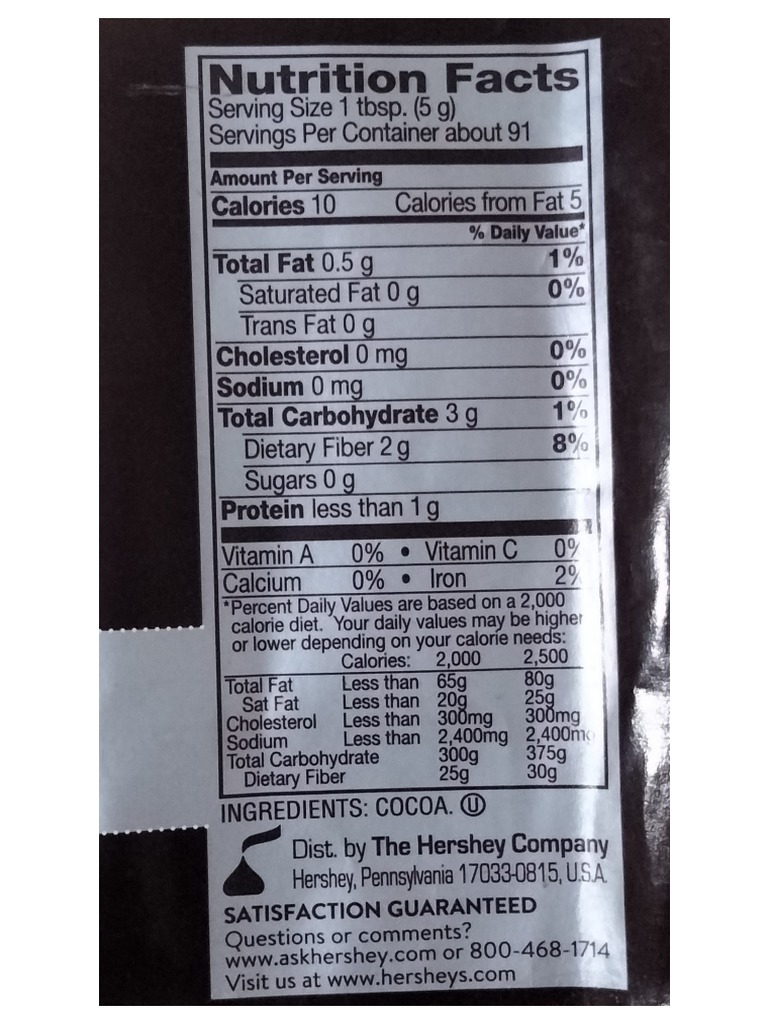 Nutrition Facts
Serving Size 1 tbsp. (5 g)
Servings Per Container about 91
Amount Per Serving
Calories 10 Calories from Fat 5
% Daily Value*
Total Fat 0.5 g 1%
Saturated Fat 0 g 0%
Trans Fat 0 g
Cholesterol 0 mg 0%
Sodium 0 mg 0%
Total Carbohydrate 3 g 1%
Dietary Fiber 2 g 8%
Sugars 0 g
Protein less than 1 g
Vitamin A 0% • Vitamin C 0%
Calcium 0% • Iron 2%
*Percent Daily Values are based on a 2,000
calorie diet. Your daily values may be higher
or lower depending on your calorie needs:
Calories: 2,000 2,500
Total Fat Less than 65g 80g
Sat Fat Less than 20g 25g
Cholesterol Less than 300mg 300mg
Sodium Less than 2,400mg 2,400mg
Total Carbohydrate 300g 375g
Dietary Fiber 25g 30g
INGREDIENTS: COCOA. Ⓤ
Dist. by The Hershey Company
Hershey, Pennsylvania 17033-0815, U.S.A.
SATISFACTION GUARANTEED
Questions or comments?
www.askhershey.com or 800-468-1714
Visit us at www.hersheys.com